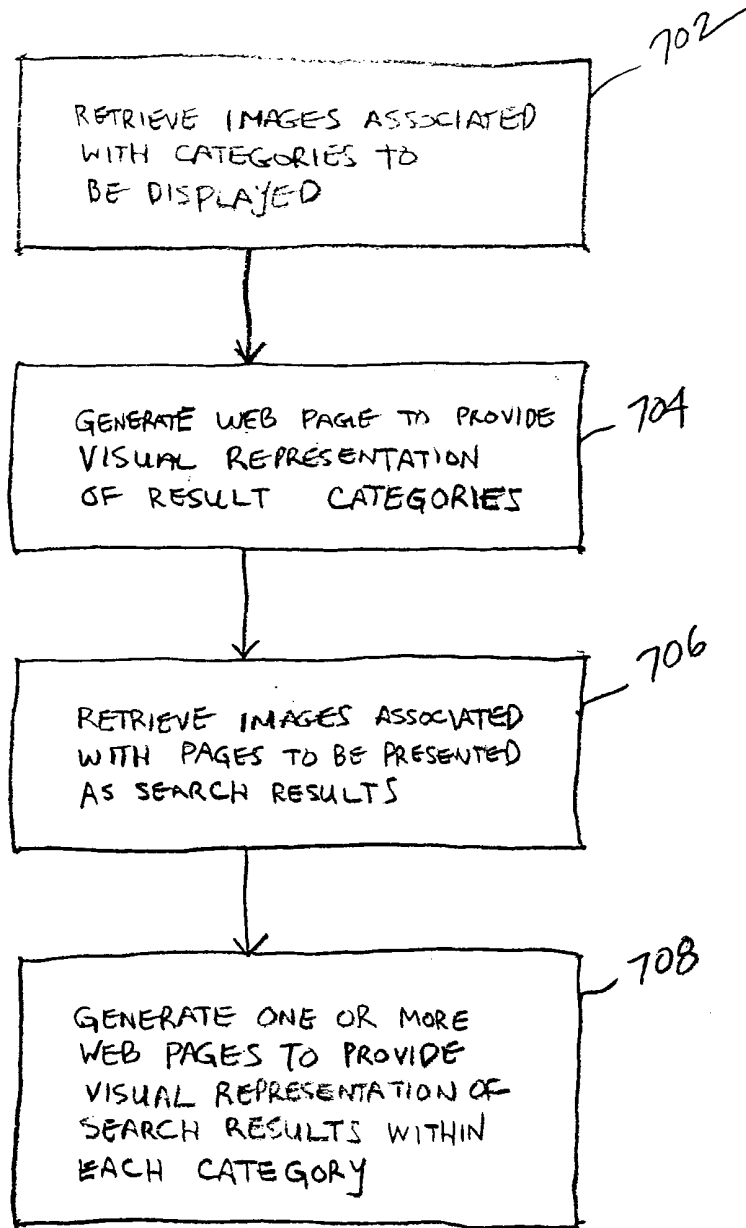 702
RETRIEVE IMAGES ASSOCIATED
WITH CATEGORIES TO
BE DISPLAYED
704
GENERATE WEB PAGE TO PROVIDE
VISUAL REPRESENTATION
OF RESULT CATEGORIES
706
RETRIEVE IMAGES ASSOCIATED
WITH PAGES TO BE PRESENTED
AS SEARCH RESULTS
708
GENERATE ONE OR MORE
WEB PAGES TO PROVIDE
VISUAL REPRESENTATION OF
SEARCH RESULTS WITHIN
EACH CATEGORY